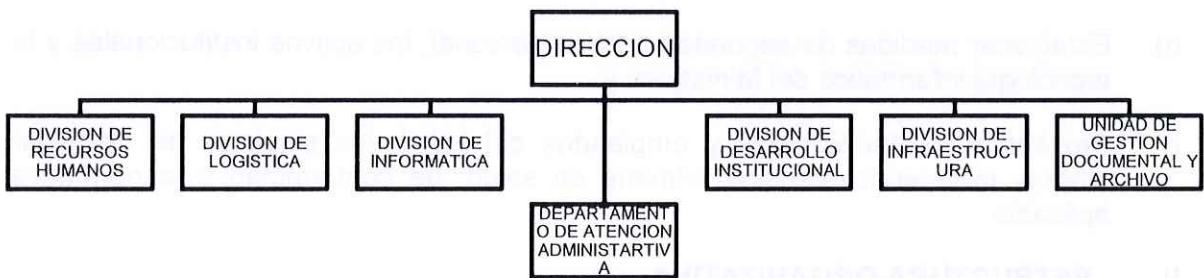 DIRECCION
DIVISION DE
RECURSOS
HUMANOS
DIVISION DE
LOGISTICA
DIVISION DE
INFORMATICA
DIVISION DE
DESARROLLO
INSTITUCIONAL
DIVISION DE
INFRAESTRUCT
URA
UNIDAD DE
GESTION
DOCUMENTAL Y
ARCHIVO
DEPARTAMENT
O DE ATENCION
ADMINISTARTIV
A